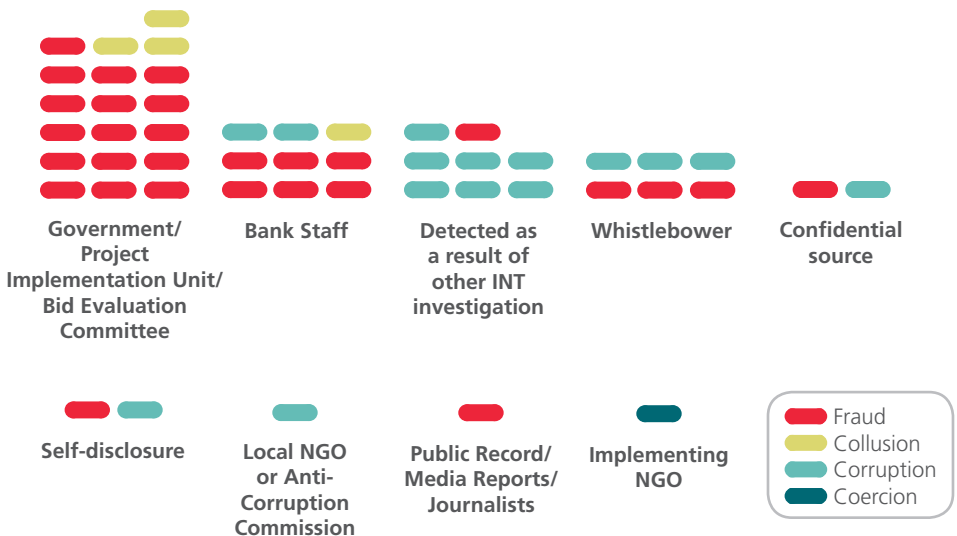 Government/
Project
Implementation Unit/
Bid Evaluation
Committee
Bank Staff
Detected as
a result of
other INT
investigation
Whistlebower
Confidential
source
Self-disclosure
Local NGO
or Anti-
Corruption
Commission
Public Record/
Media Reports/
Journalists
Implementing
NGO
Fraud
Collusion
Corruption
Coercion